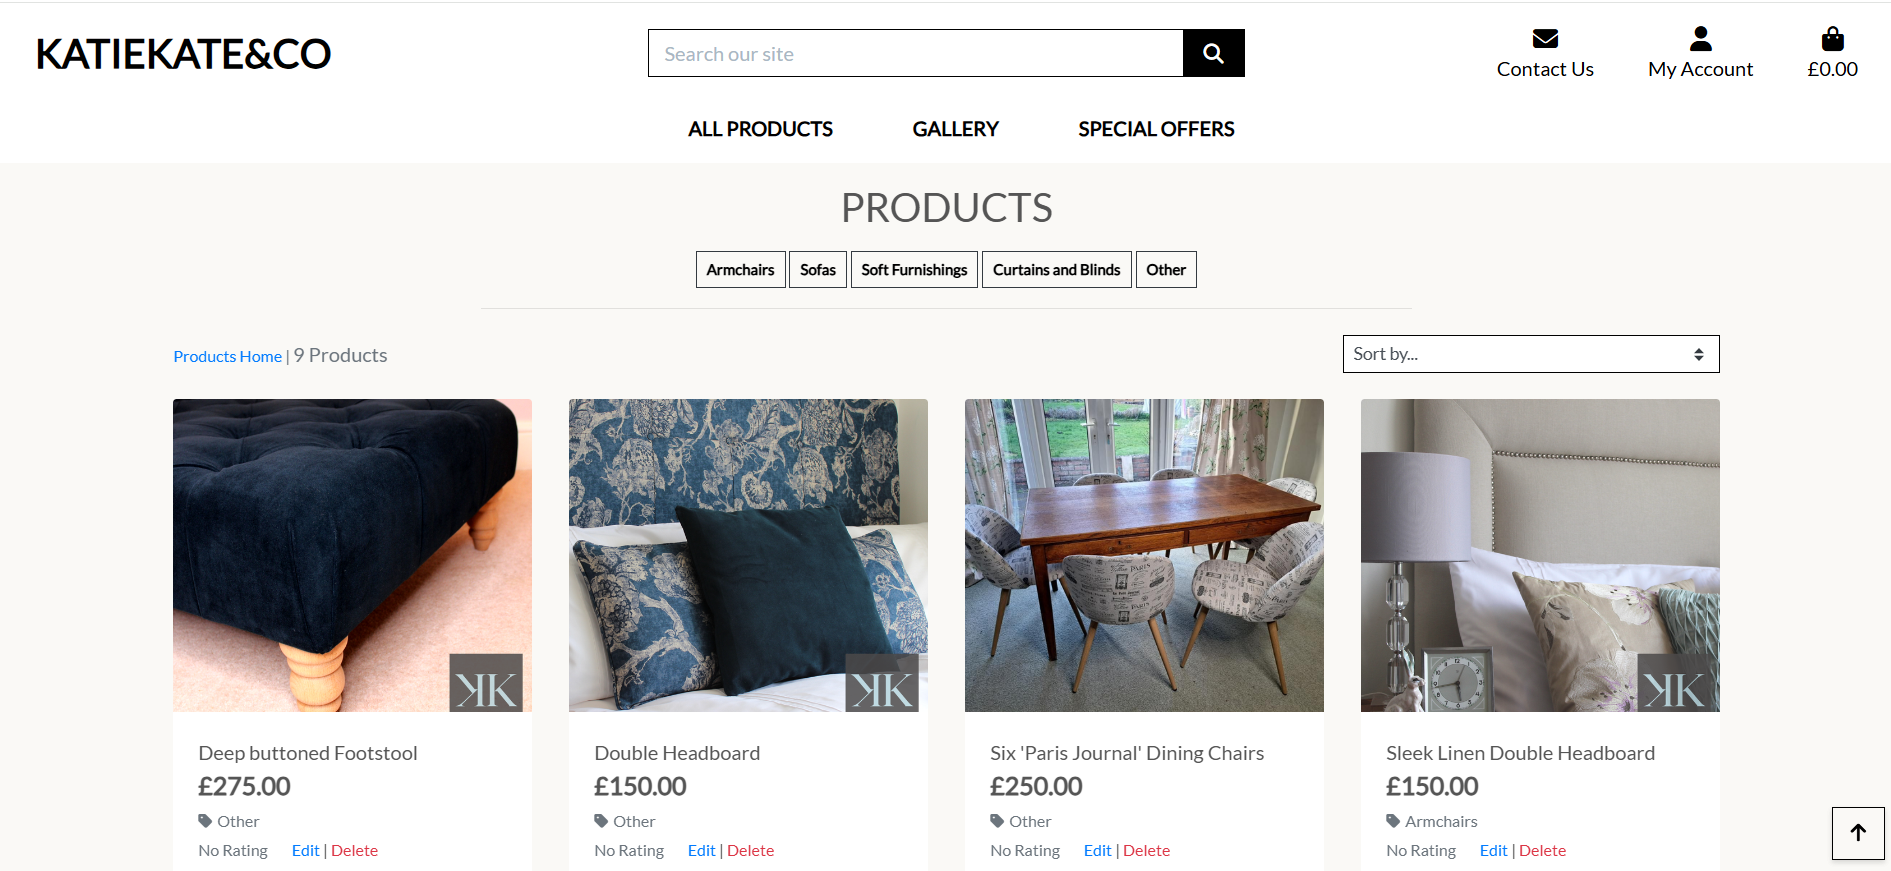 KATIEKATE&CO
Search our site
Contact Us
My Account
£0.00
ALL PRODUCTS
GALLERY
SPECIAL OFFERS
PRODUCTS
Armchairs
Sofas
Soft Furnishings
Curtains and Blinds
Other
Products Home | 9 Products
Sort by...
KK
KK
PARIS
KK
Deep buttoned Footstool
£275.00
Other
No Rating Edit | Delete
Double Headboard
£150.00
Other
No Rating Edit | Delete
Six 'Paris Journal' Dining Chairs
£250.00
Other
No Rating Edit | Delete
Sleek Linen Double Headboard
£150.00
Armchairs
No Rating Edit | Delete